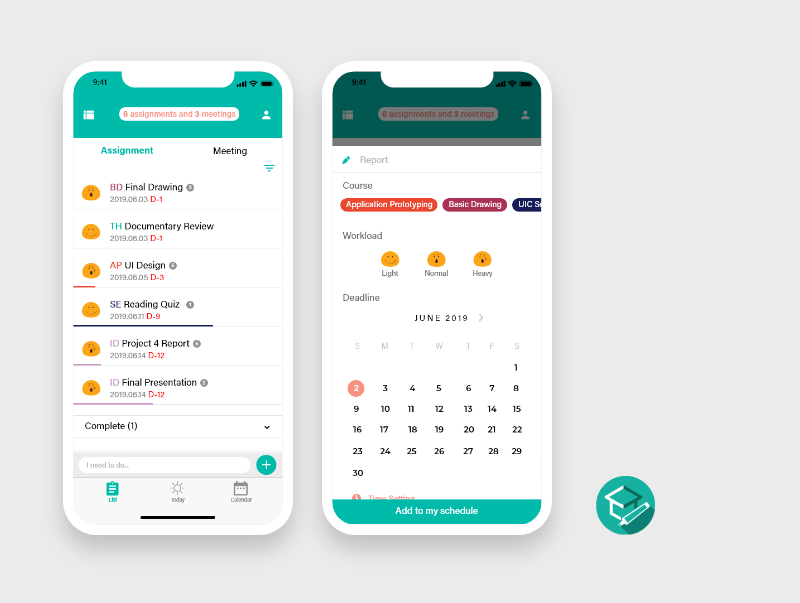 9:41
6 assignments and 3 meetings
Assignment Meeting
BD Final Drawing
2019.06.03 D-1
TH Documentary Review
2019.06.03 D-1
AP UI Design
2019.06.05 D-3
SE Reading Quiz
2019.06.11 D-9
ID Project 4 Report
2019.06.14 D-12
ID Final Presentation
2019.06.14 D-12
Complete (1)
I need to do...
List Today Calendar
9:41
6 assignments and 3 meetings
Report
Course
Application Prototyping Basic Drawing UIC Se
Workload
Light Normal Heavy
Deadline
JUNE 2019
S M T W T F S
1
2 3 4 5 6 7 8
9 10 11 12 13 14 15
16 17 18 19 20 21 22
23 24 25 26 27 28 29
30
Time Setting
Add to my schedule